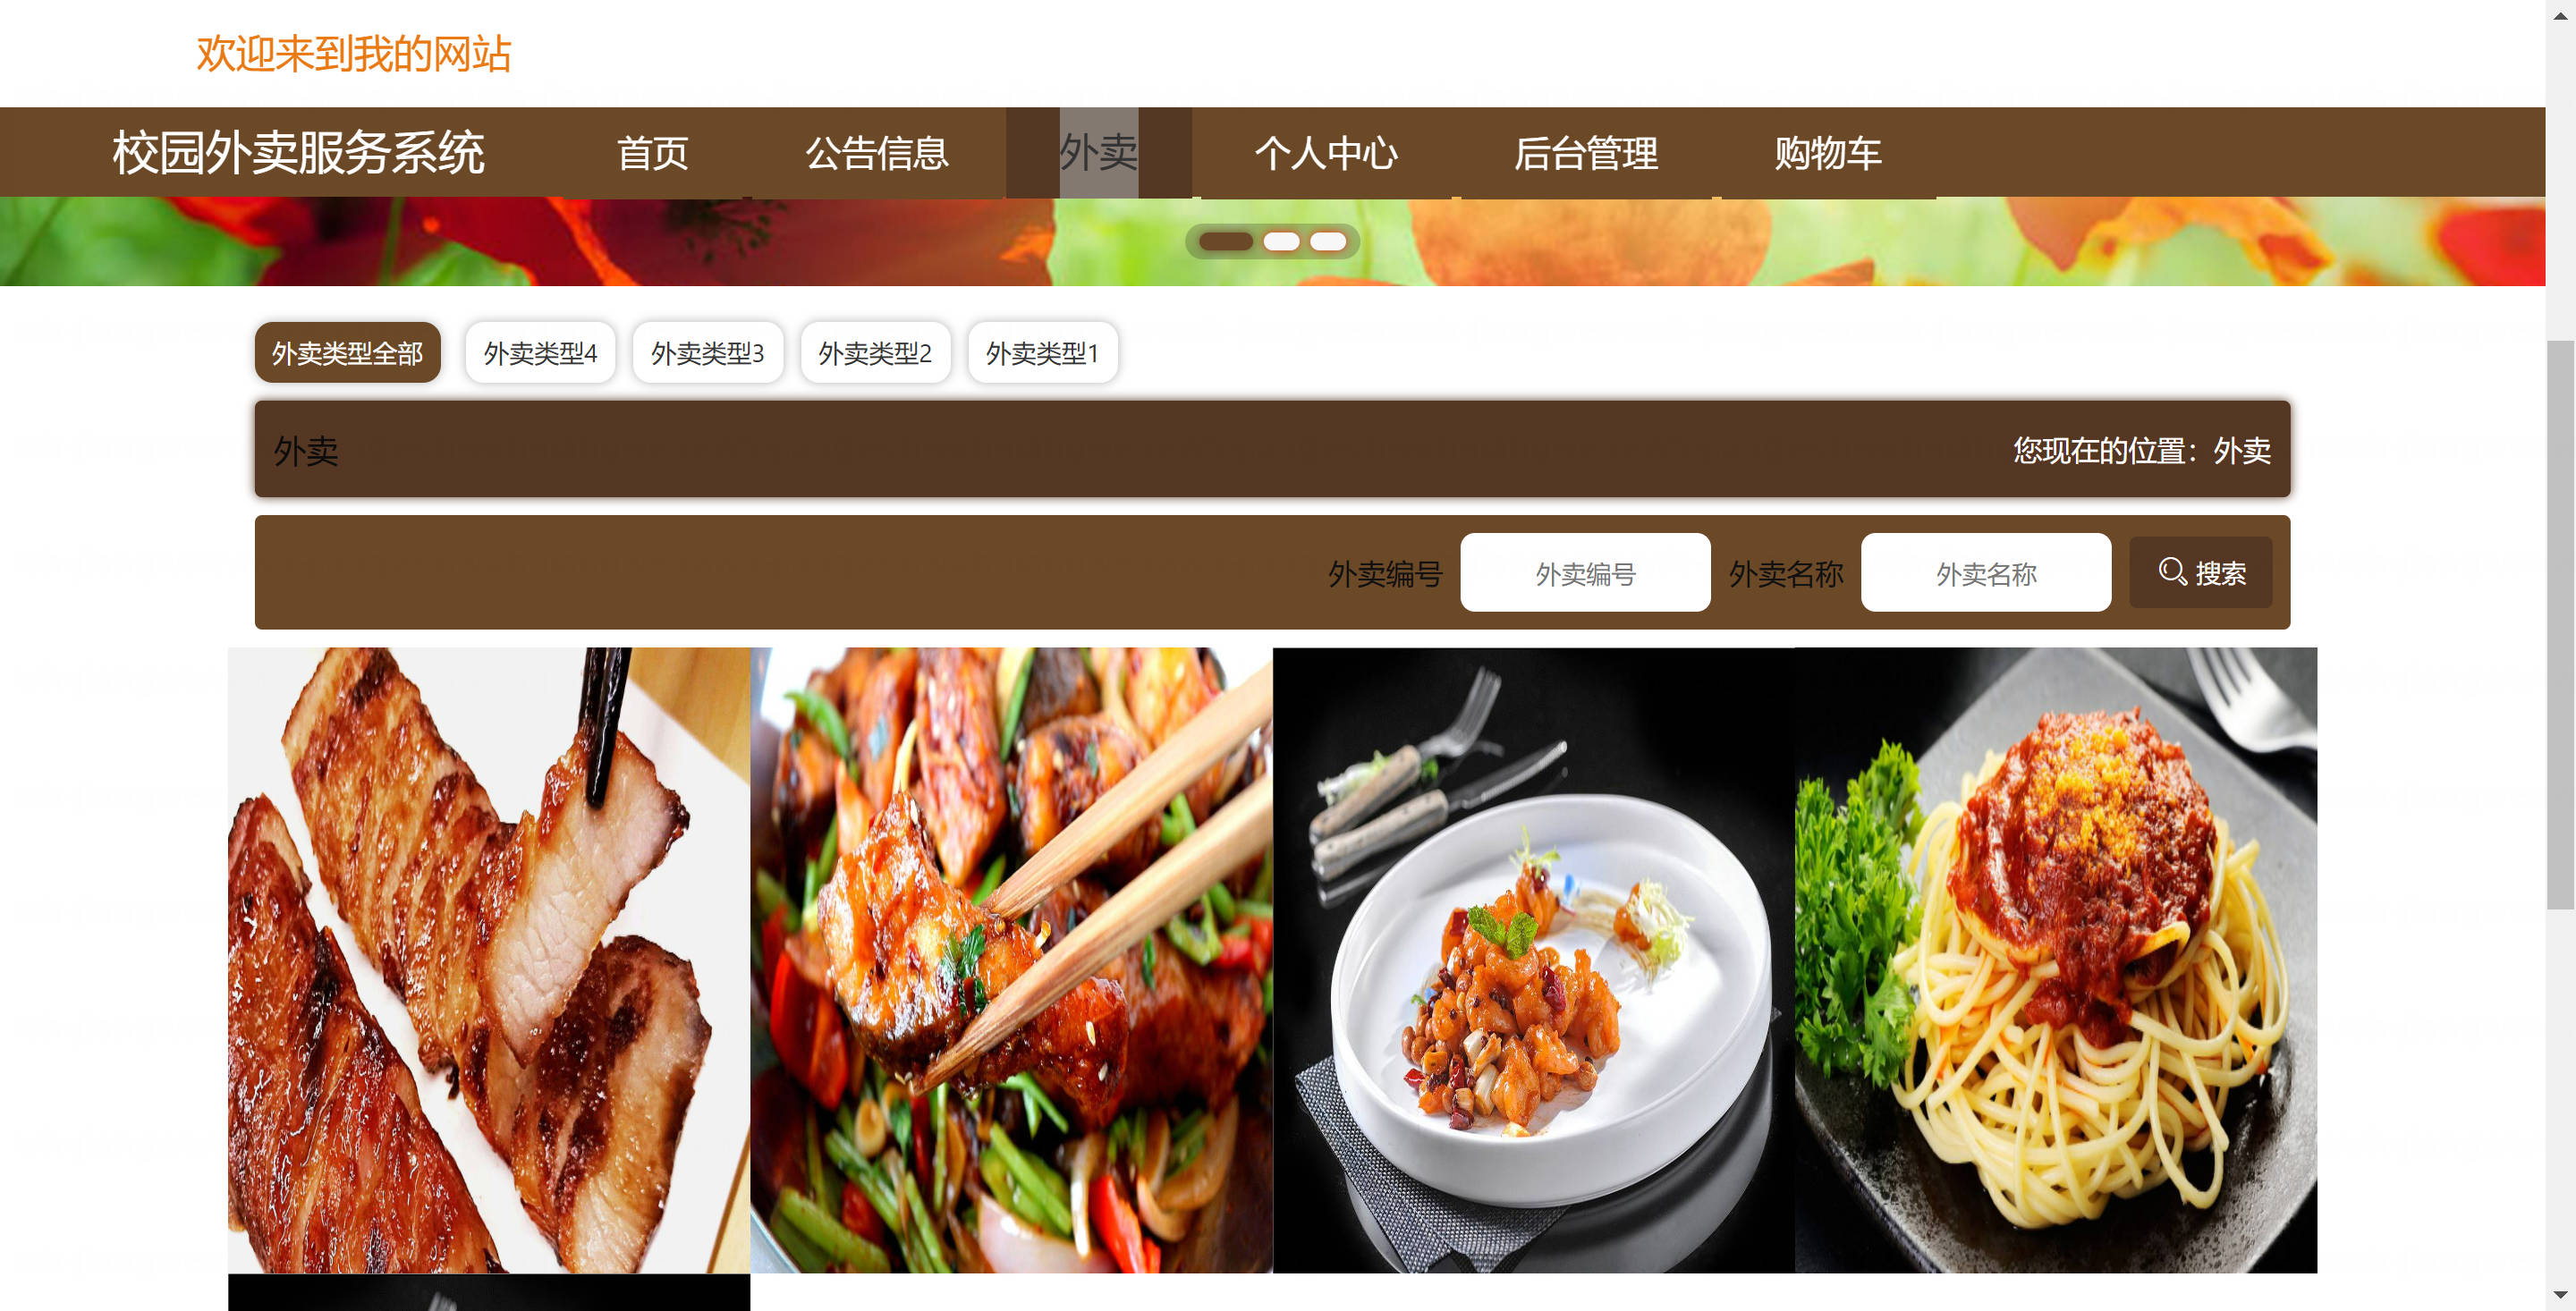 欢迎来到我的网站
校园外卖服务系统 首页 公告信息 外卖 个人中心 后台管理 购物车
外卖类型全部 外卖类型4 外卖类型3 外卖类型2 外卖类型1
外卖 您现在的位置：外卖
外卖编号 外卖编号 外卖名称 外卖名称 搜索